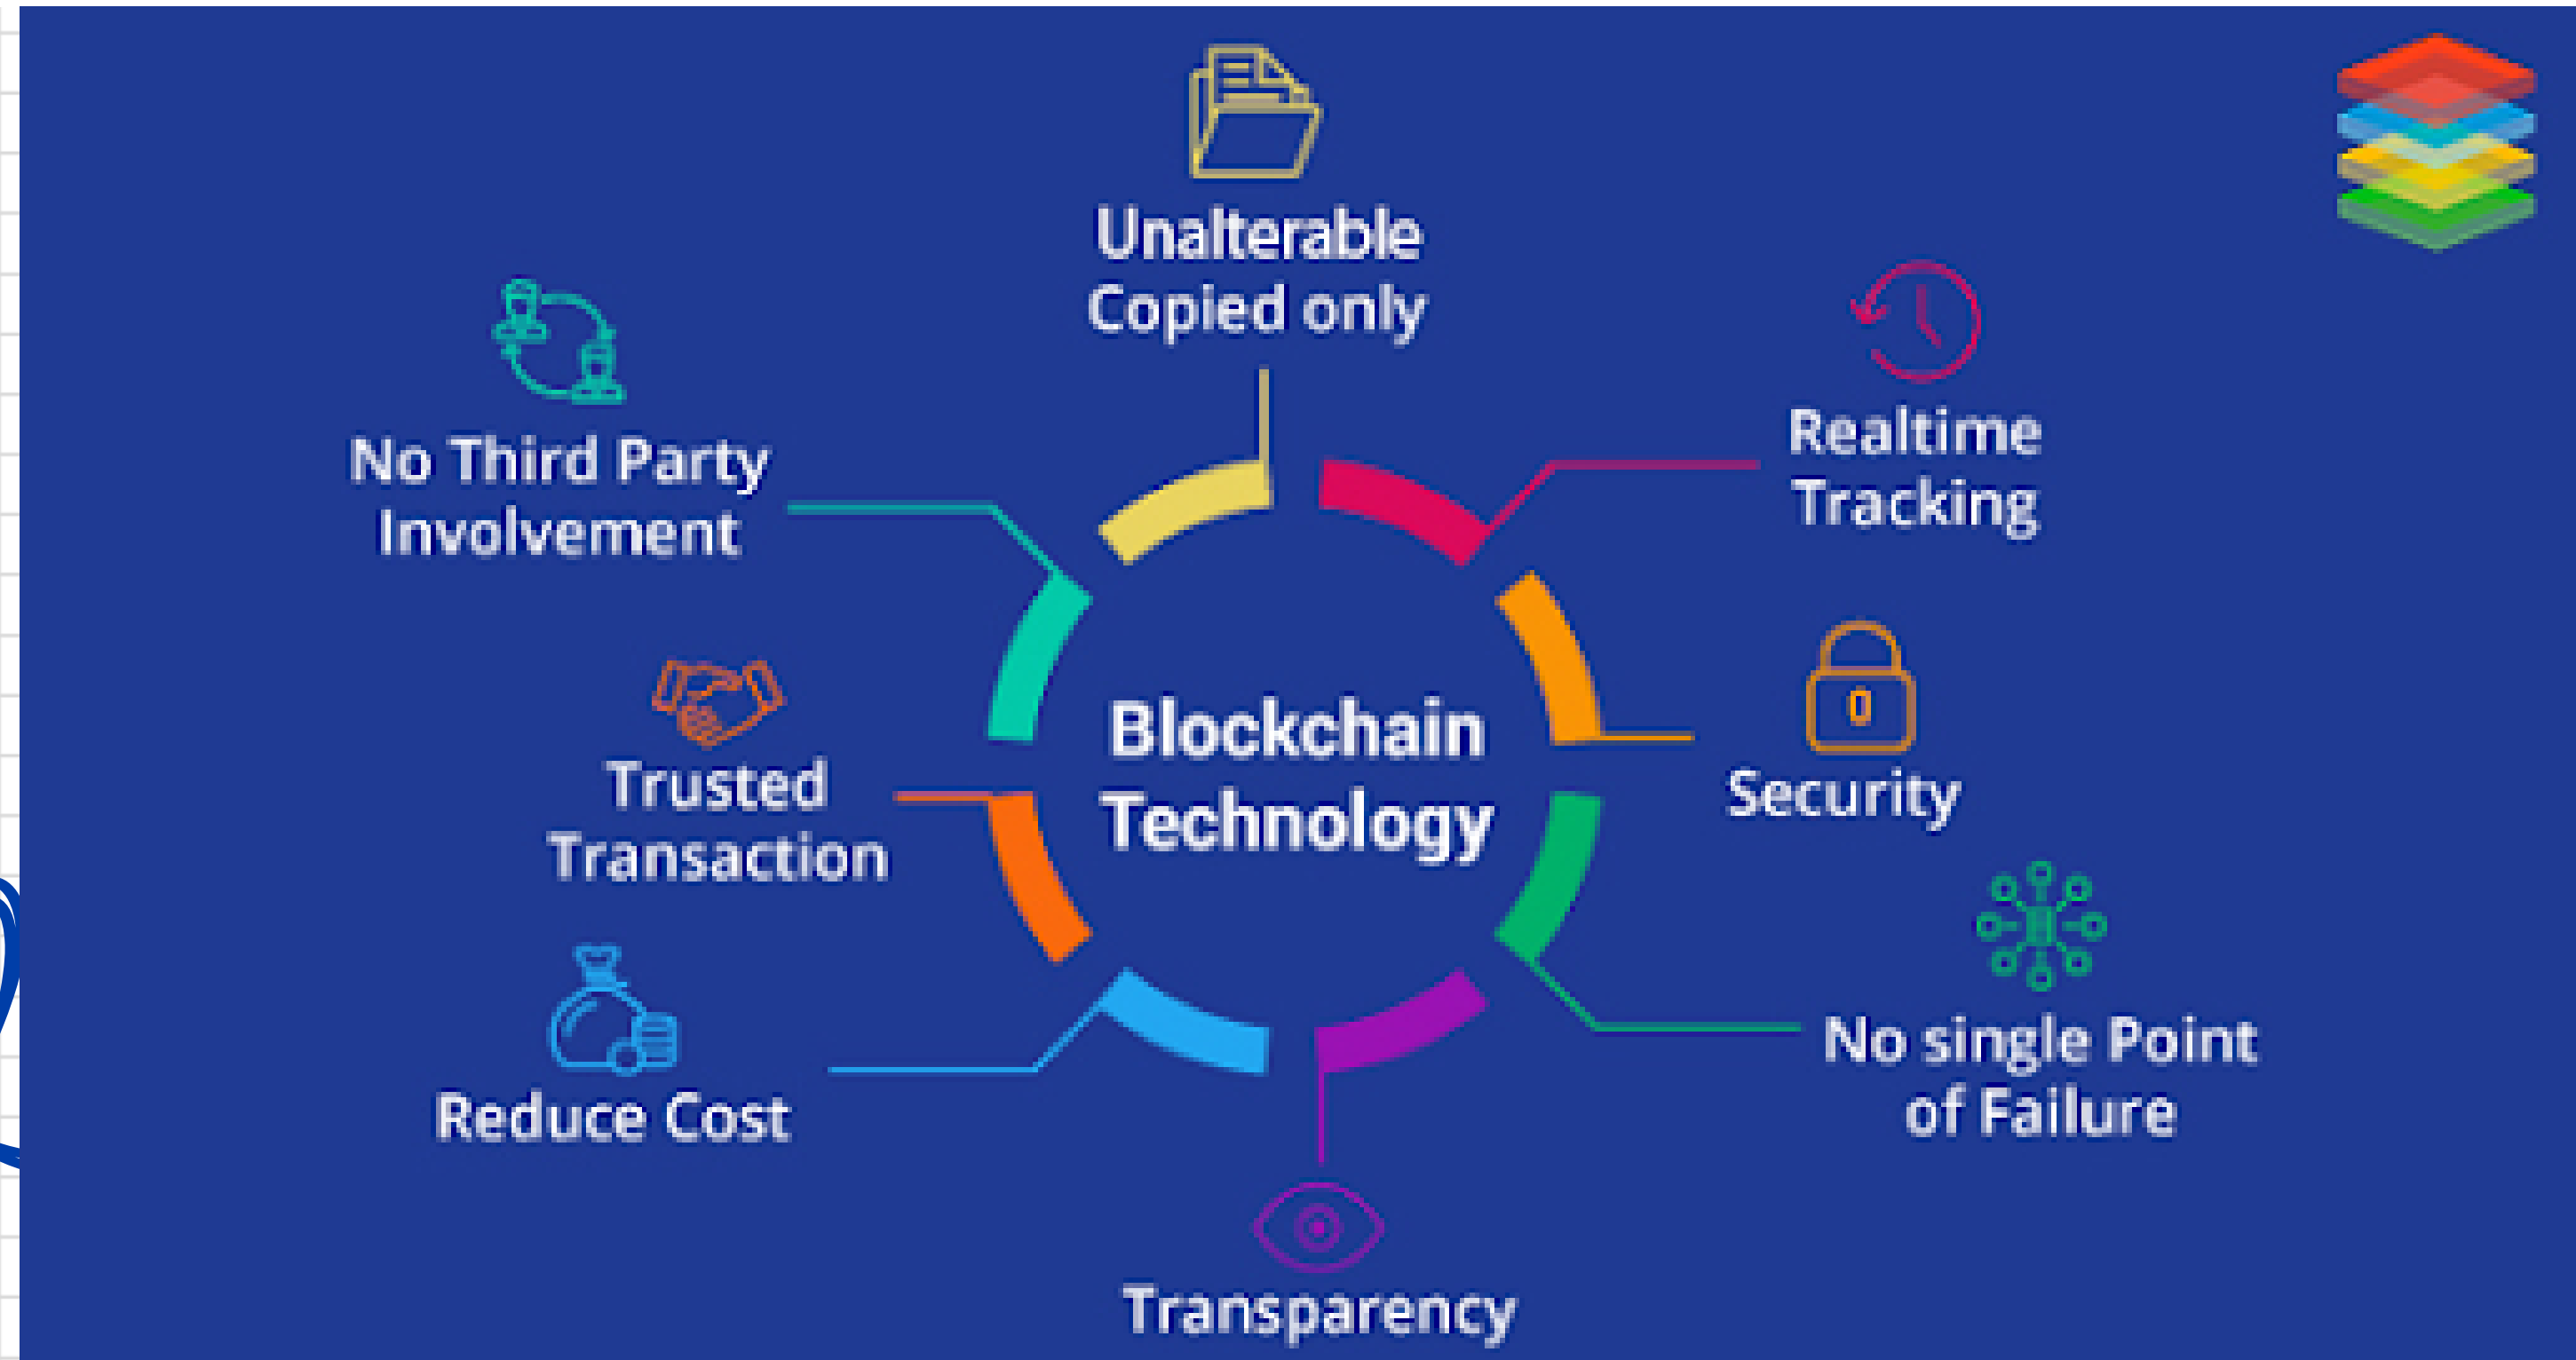 Unalterable
Copied only
Realtime
Tracking
No Third Party
Involvement
Security
Blockchain
Technology
Trusted
Transaction
No single Point
of Failure
Reduce Cost
Transparency